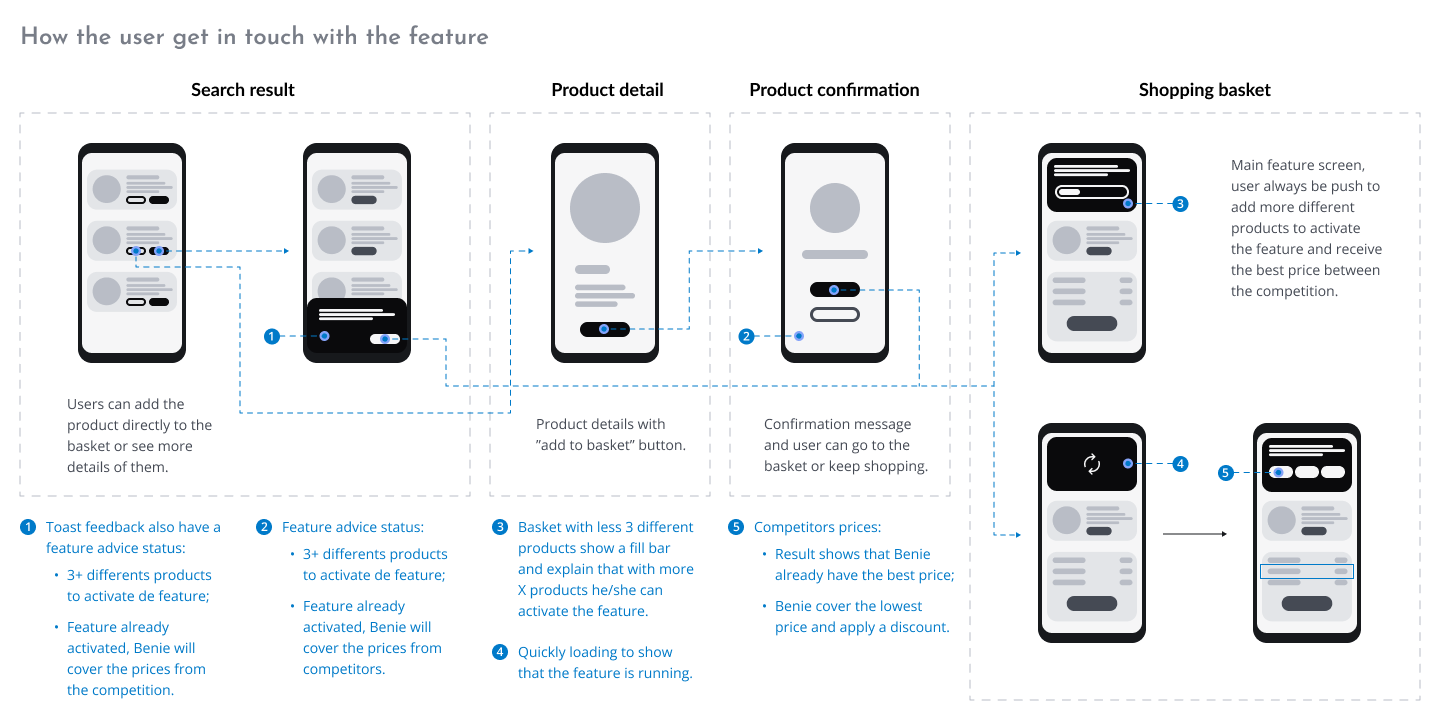 How the user get in touch with the feature
Search result
Product detail
Product confirmation
Shopping basket
1
2
3
4
5
Main feature screen,
user always be push to
add more different
products to activate
the feature and receive
the best price between
the competition.
Users can add the
product directly to the
basket or see more
details of them.
Product details with
”add to basket” button.
Confirmation message
and user can go to the
basket or keep shopping.
1 Toast feedback also have a
feature advice status:
• 3+ differents products
to activate de feature;
• Feature already
activated, Benie will
cover the prices from
the competition.
2 Feature advice status:
• 3+ differents products
to activate de feature;
• Feature already
activated, Benie will
cover the prices from
competitors.
3 Basket with less 3 different
products show a fill bar
and explain that with more
X products he/she can
activate the feature.
4 Quickly loading to show
that the feature is running.
5 Competitors prices:
• Result shows that Benie
already have the best price;
• Benie cover the lowest
price and apply a discount.